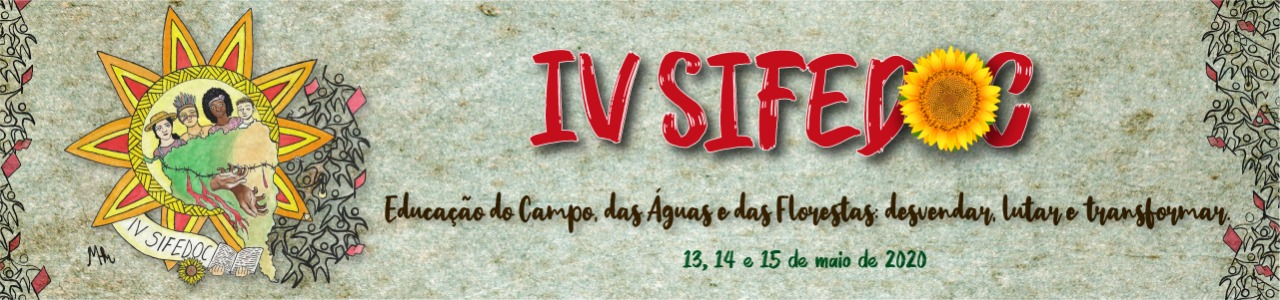 IV SIFEDOC
Educação do Campo, das Águas e das Florestas: desvendar, lutar e transformar.
13, 14 e 15 de maio de 2020
IV SIFEDOC